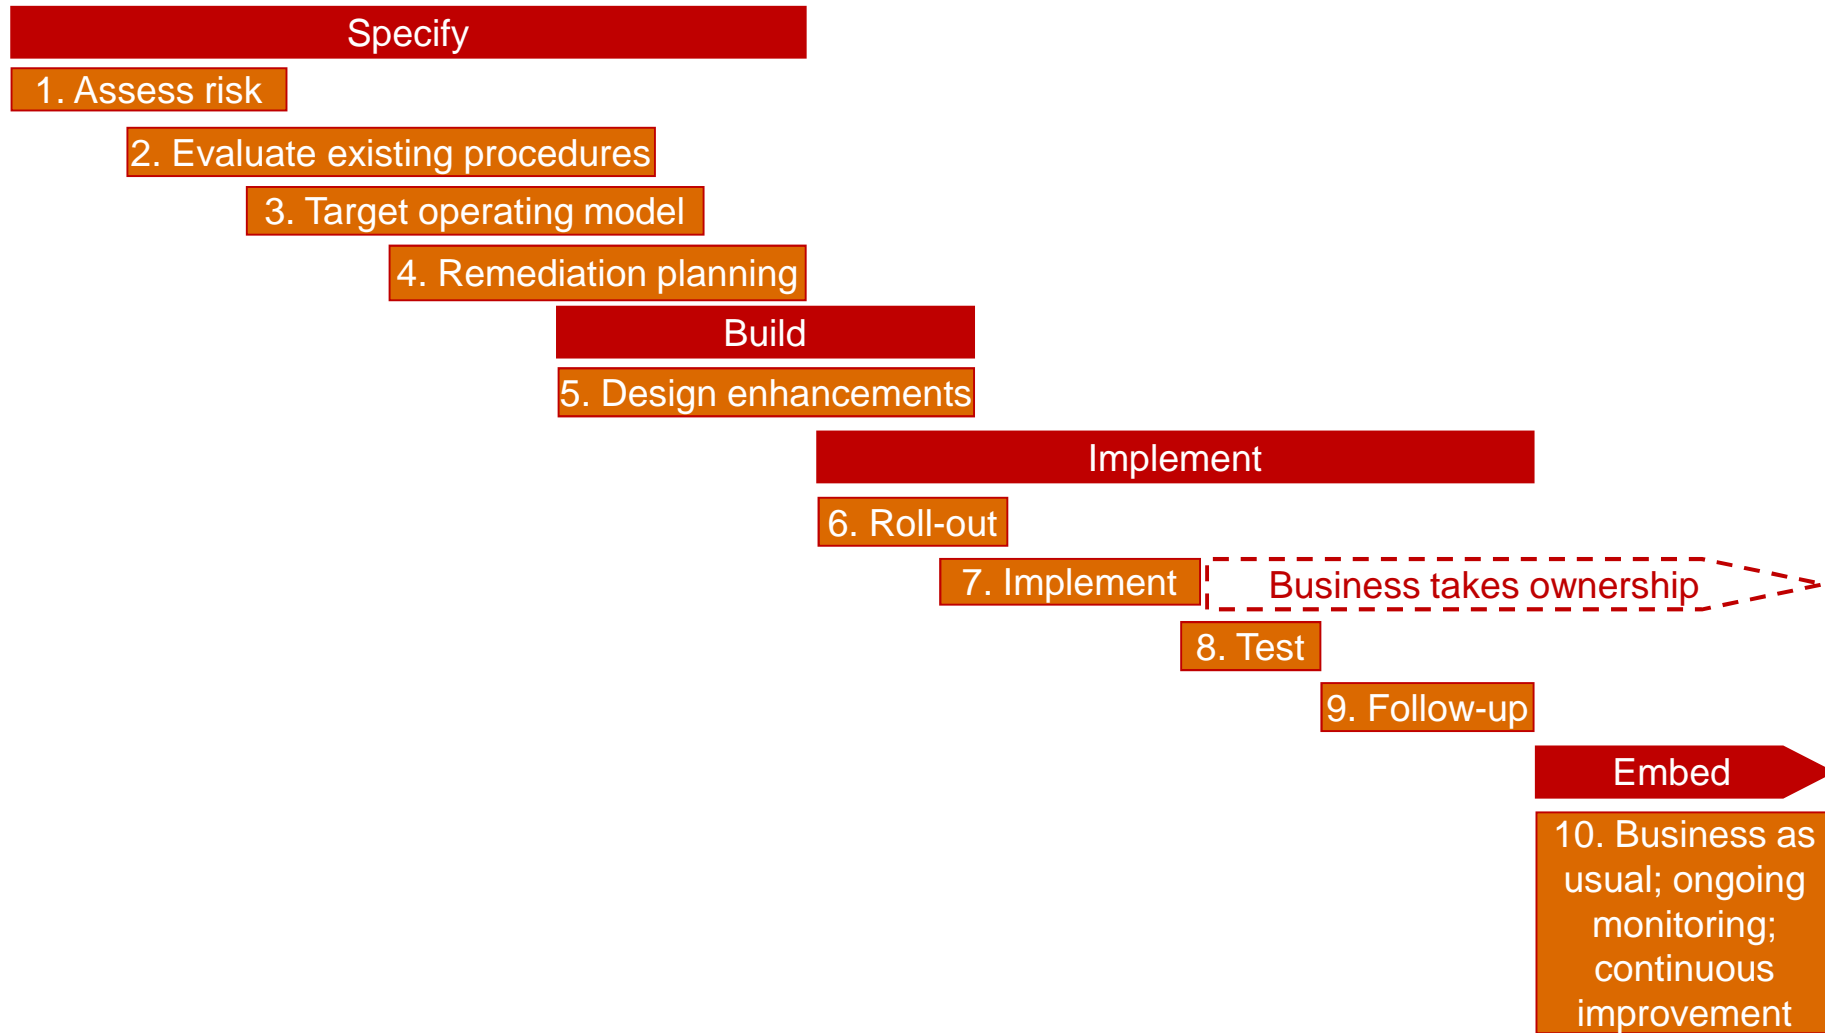 Specify
1. Assess risk
2. Evaluate existing procedures
3. Target operating model
4. Remediation planning
Build
5. Design enhancements
Implement
6. Roll-out
7. Implement
Business takes ownership
8. Test
9. Follow-up
Embed
10. Business as
usual; ongoing
monitoring;
continuous
improvement